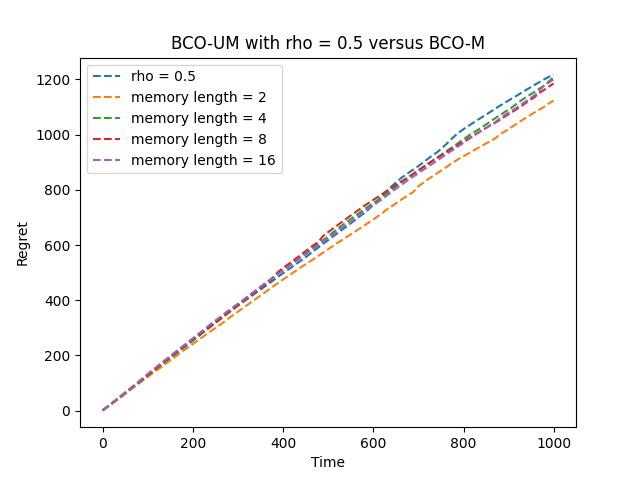 BCO-UM with rho = 0.5 versus BCO-M
rho = 0.5
memory length = 2
memory length = 4
memory length = 8
memory length = 16
Regret
1200
1000
800
600
400
200
0
0 200 400 600 800 1000
Time